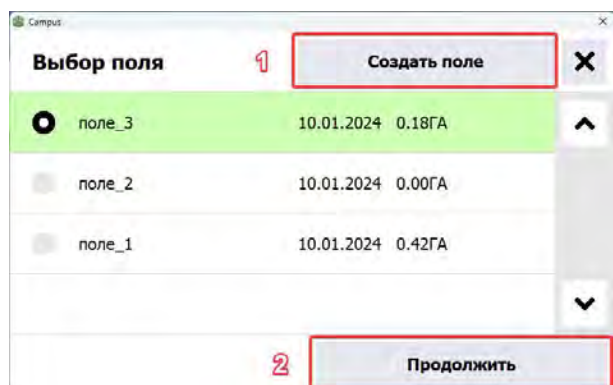 Campus
Выбор поля 1 Создать поле
поле_3 10.01.2024 0.18ГА
поле_2 10.01.2024 0.00ГА
поле_1 10.01.2024 0.42ГА
2 Продолжить